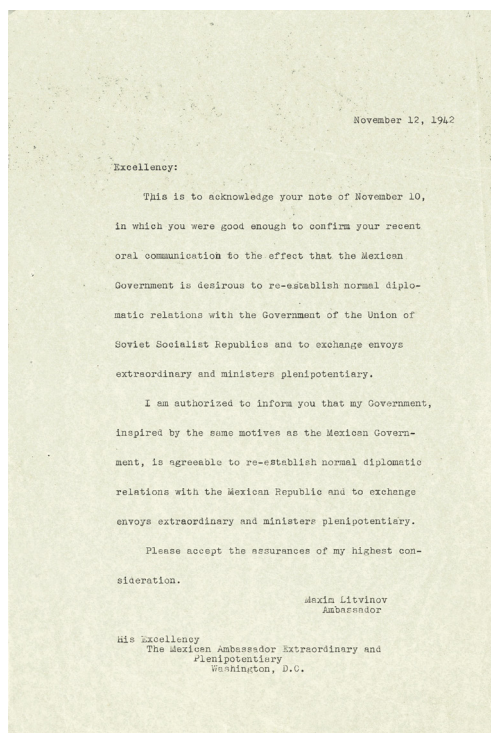 November 12, 1942
Excellency:
This is to acknowledge your note of November 10,
in which you were good enough to confirm your recent
oral communication to the effect that the Mexican
Government is desirous to re-establish normal diplo-
matic relations with the Government of the Union of
Soviet Socialist Republics and to exchange envoys
extraordinary and ministers plenipotentiary.
I am authorized to inform you that my Government,
inspired by the same motives as the Mexican Govern-
ment, is agreeable to re-establish normal diplomatic
relations with the Mexican Republic and to exchange
envoys extraordinary and ministers plenipotentiary.
Please accept the assurances of my highest con-
sideration.
Maxim Litvinov
Ambassador
His Excellency
The Mexican Ambassador Extraordinary and
Plenipotentiary
Washington, D.C.